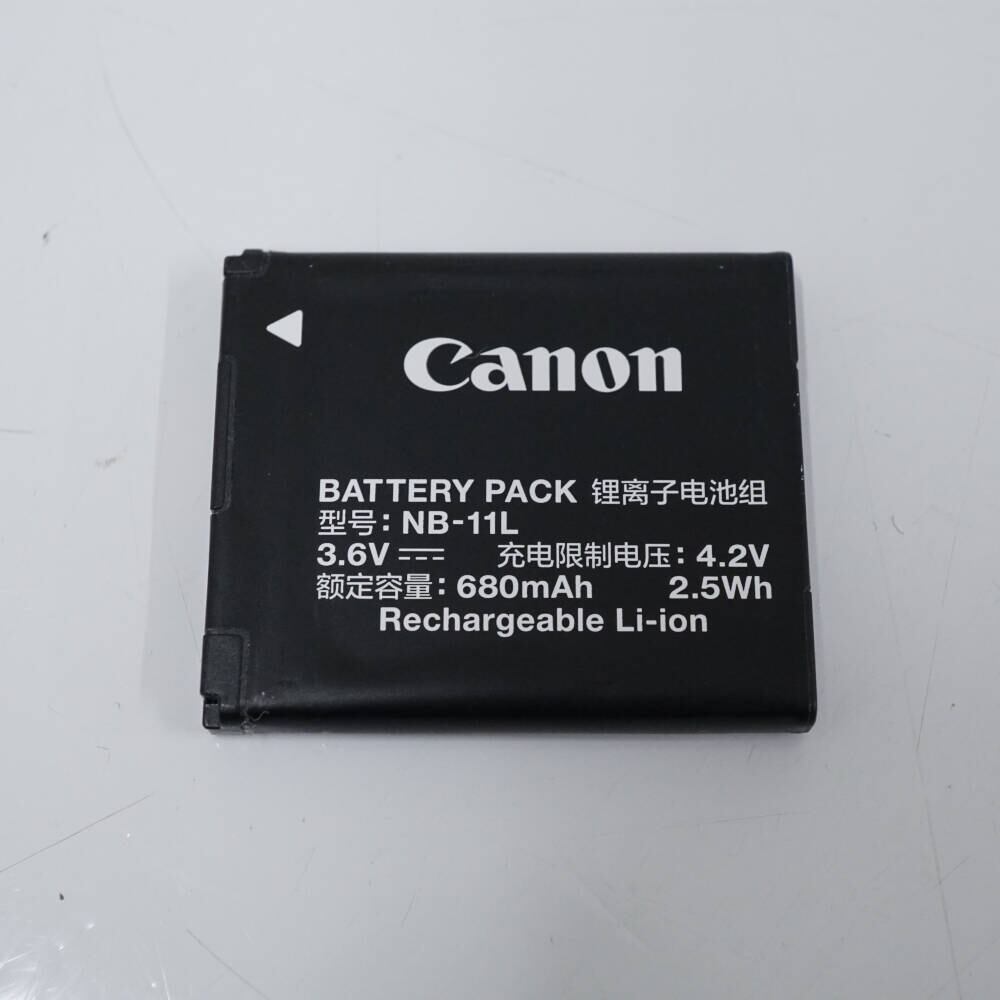 Canon
BATTERY PACK 锂离子电池组
型号: NB-11L
3.6V ⎓ 充电限制电压: 4.2V
额定容量: 680mAh 2.5Wh
Rechargeable Li-ion